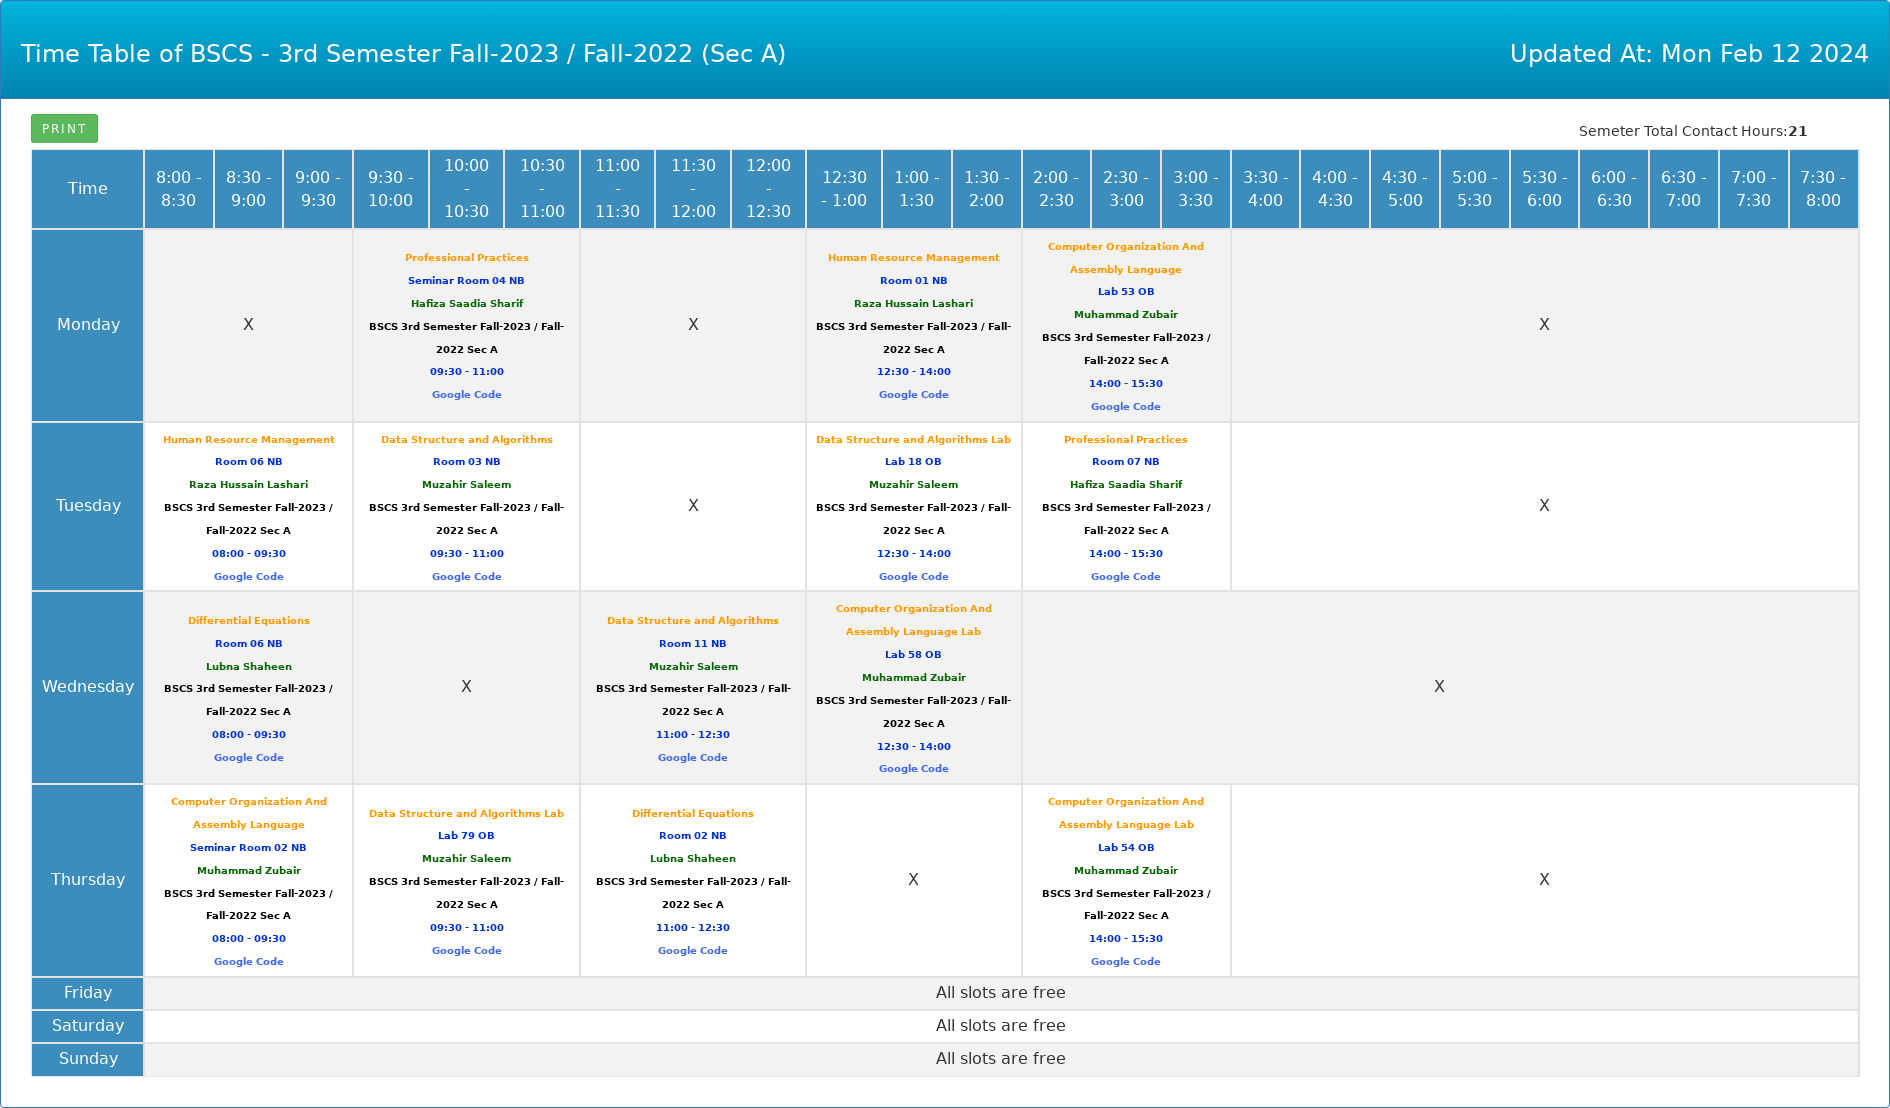 Time Table of BSCS - 3rd Semester Fall-2023 / Fall-2022 (Sec A)
Updated At: Mon Feb 12 2024
PRINT
Semeter Total Contact Hours:21
Time
8:00 -
8:30
8:30 -
9:00
9:00 -
9:30
9:30 -
10:00
10:00
-
10:30
10:30
-
11:00
11:00
-
11:30
11:30
-
12:00
12:00
-
12:30
12:30
- 1:00
1:00 -
1:30
1:30 -
2:00
2:00 -
2:30
2:30 -
3:00
3:00 -
3:30
3:30 -
4:00
4:00 -
4:30
4:30 -
5:00
5:00 -
5:30
5:30 -
6:00
6:00 -
6:30
6:30 -
7:00
7:00 -
7:30
7:30 -
8:00
Monday
X
Professional Practices
Seminar Room 04 NB
Hafiza Saadia Sharif
BSCS 3rd Semester Fall-2023 / Fall-
2022 Sec A
09:30 - 11:00
Google Code
X
Human Resource Management
Room 01 NB
Raza Hussain Lashari
BSCS 3rd Semester Fall-2023 / Fall-
2022 Sec A
12:30 - 14:00
Google Code
Computer Organization And
Assembly Language
Lab 53 OB
Muhammad Zubair
BSCS 3rd Semester Fall-2023 /
Fall-2022 Sec A
14:00 - 15:30
Google Code
X
Tuesday
Human Resource Management
Room 06 NB
Raza Hussain Lashari
BSCS 3rd Semester Fall-2023 /
Fall-2022 Sec A
08:00 - 09:30
Google Code
Data Structure and Algorithms
Room 03 NB
Muzahir Saleem
BSCS 3rd Semester Fall-2023 / Fall-
2022 Sec A
09:30 - 11:00
Google Code
X
Data Structure and Algorithms Lab
Lab 18 OB
Muzahir Saleem
BSCS 3rd Semester Fall-2023 / Fall-
2022 Sec A
12:30 - 14:00
Google Code
Professional Practices
Room 07 NB
Hafiza Saadia Sharif
BSCS 3rd Semester Fall-2023 /
Fall-2022 Sec A
14:00 - 15:30
Google Code
X
Wednesday
Differential Equations
Room 06 NB
Lubna Shaheen
BSCS 3rd Semester Fall-2023 /
Fall-2022 Sec A
08:00 - 09:30
Google Code
X
Data Structure and Algorithms
Room 11 NB
Muzahir Saleem
BSCS 3rd Semester Fall-2023 / Fall-
2022 Sec A
11:00 - 12:30
Google Code
Computer Organization And
Assembly Language Lab
Lab 58 OB
Muhammad Zubair
BSCS 3rd Semester Fall-2023 / Fall-
2022 Sec A
12:30 - 14:00
Google Code
X
Thursday
Computer Organization And
Assembly Language
Seminar Room 02 NB
Muhammad Zubair
BSCS 3rd Semester Fall-2023 /
Fall-2022 Sec A
08:00 - 09:30
Google Code
Data Structure and Algorithms Lab
Lab 79 OB
Muzahir Saleem
BSCS 3rd Semester Fall-2023 / Fall-
2022 Sec A
09:30 - 11:00
Google Code
Differential Equations
Room 02 NB
Lubna Shaheen
BSCS 3rd Semester Fall-2023 / Fall-
2022 Sec A
11:00 - 12:30
Google Code
X
Computer Organization And
Assembly Language Lab
Lab 54 OB
Muhammad Zubair
BSCS 3rd Semester Fall-2023 /
Fall-2022 Sec A
14:00 - 15:30
Google Code
X
Friday
All slots are free
Saturday
All slots are free
Sunday
All slots are free